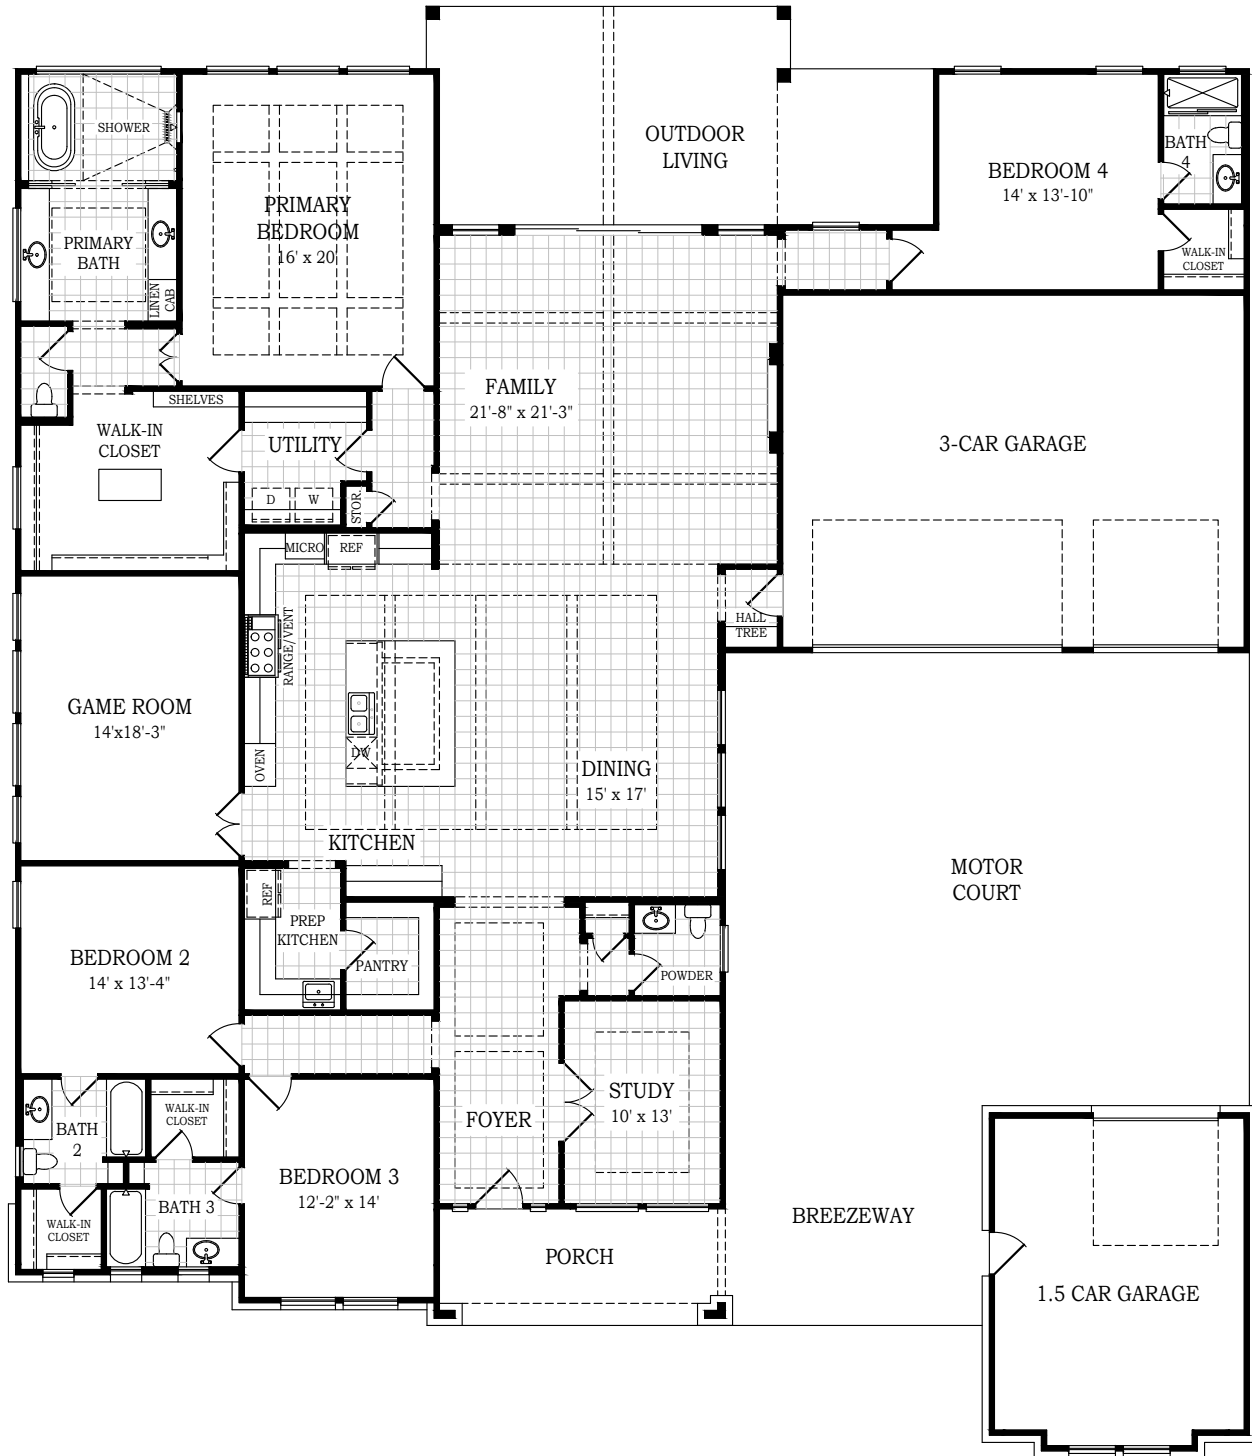 SHOWER
OUTDOOR
LIVING
BATH
4
BEDROOM 4
14' x 13'-10"
PRIMARY
BEDROOM
16' x 20'
PRIMARY
BATH
LINEN
CAB
WALK-IN
CLOSET
SHELVES
FAMILY
21'-8" x 21'-3"
WALK-IN
CLOSET
UTILITY
3-CAR GARAGE
D
W
STOR.
MICRO
REF
RANGE/VENT
HALL
TREE
GAME ROOM
14'x18'-3"
OVEN
DW
DINING
15' x 17'
KITCHEN
MOTOR
COURT
REF
PREP
KITCHEN
PANTRY
BEDROOM 2
14' x 13'-4"
POWDER
STUDY
10' x 13'
FOYER
WALK-IN
CLOSET
BATH
2
BEDROOM 3
12'-2" x 14'
BATH 3
WALK-IN
CLOSET
BREEZEWAY
PORCH
1.5 CAR GARAGE